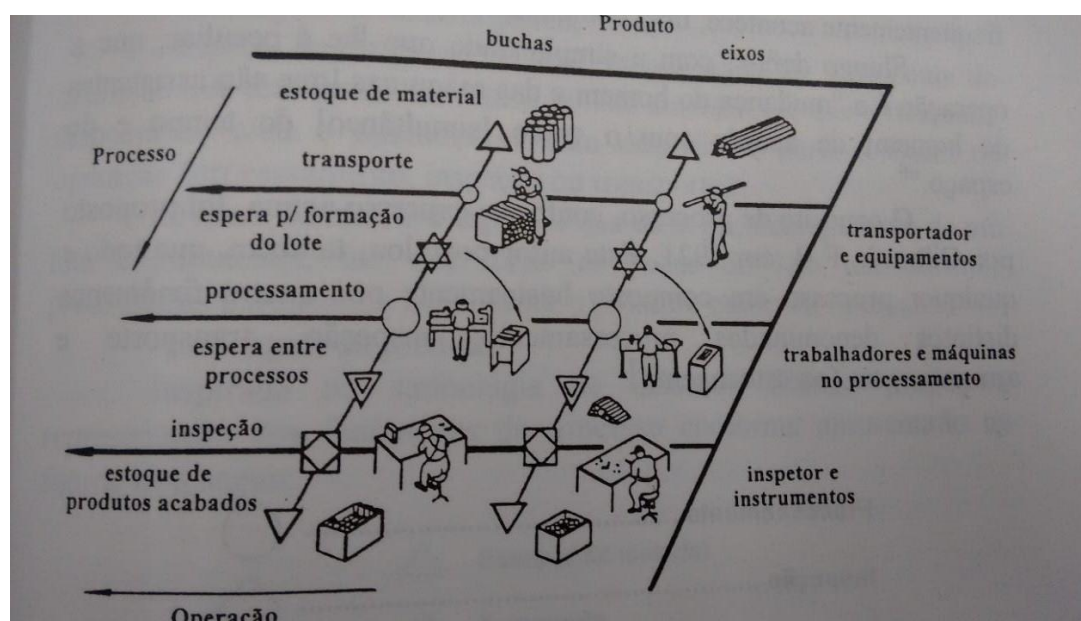 Produto
buchas
eixos
estoque de material
Processo
transporte
espera p/ formação
do lote
transportador
e equipamentos
processamento
espera entre
processos
trabalhadores e máquinas
no processamento
inspeção
estoque de
produtos acabados
inspetor e
instrumentos
Operação